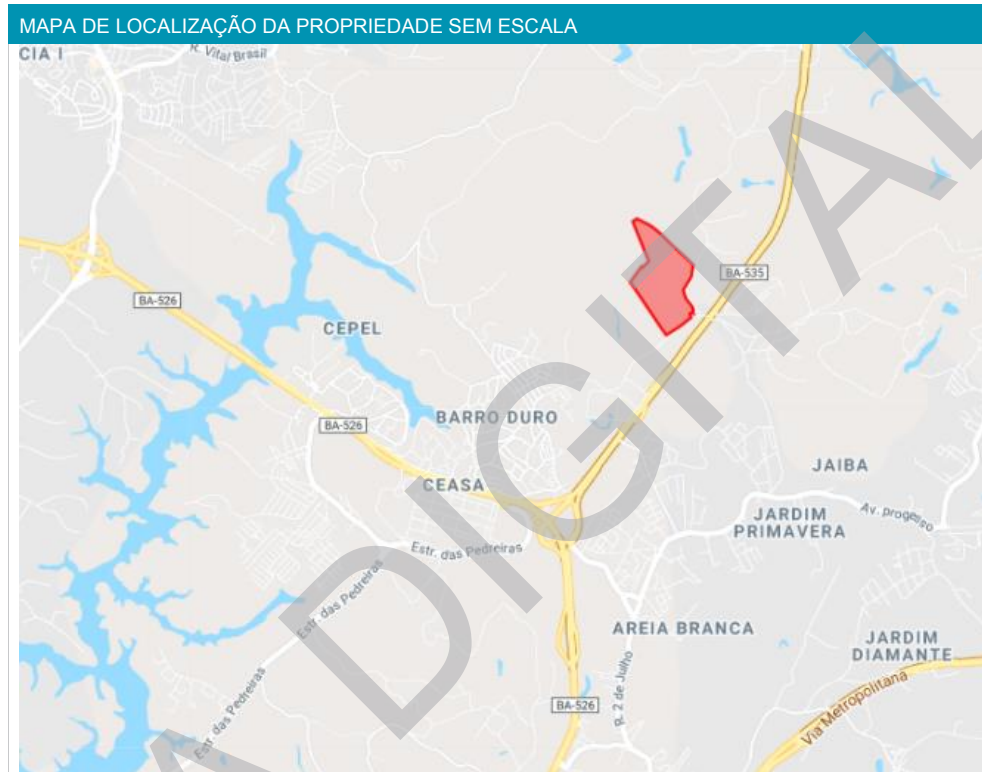 MAPA DE LOCALIZAÇÃO DA PROPRIEDADE SEM ESCALA
CIA I
R. Vital Brasil
BA-535
BA-526
CEPEL
BA-526
BARRO DURO
JAIBA
CEASA
Av. progesso
JARDIM
PRIMAVERA
Estr. das Pedreiras
Estr. das Pedreiras
AREIA BRANCA
JARDIM
DIAMANTE
R. 2 de Julho
Estr. das Pedreiras
BA-526
Via Metropolitana
A DIGITAL